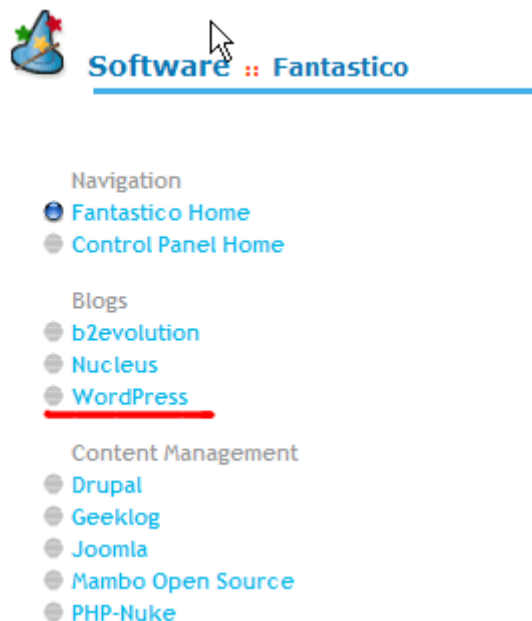 Software :: Fantastico
Navigation
Fantastico Home
Control Panel Home
Blogs
b2evolution
Nucleus
WordPress
Content Management
Drupal
Geeklog
Joomla
Mambo Open Source
PHP-Nuke